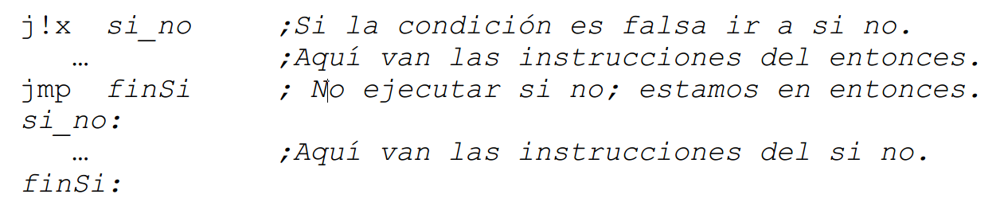 j!x si_no ;Si la condición es falsa ir a si no.
… ;Aquí van las instrucciones del entonces.
jmp finSi ; No ejecutar si no; estamos en entonces.
si_no:
… ;Aquí van las instrucciones del si no.
finSi: